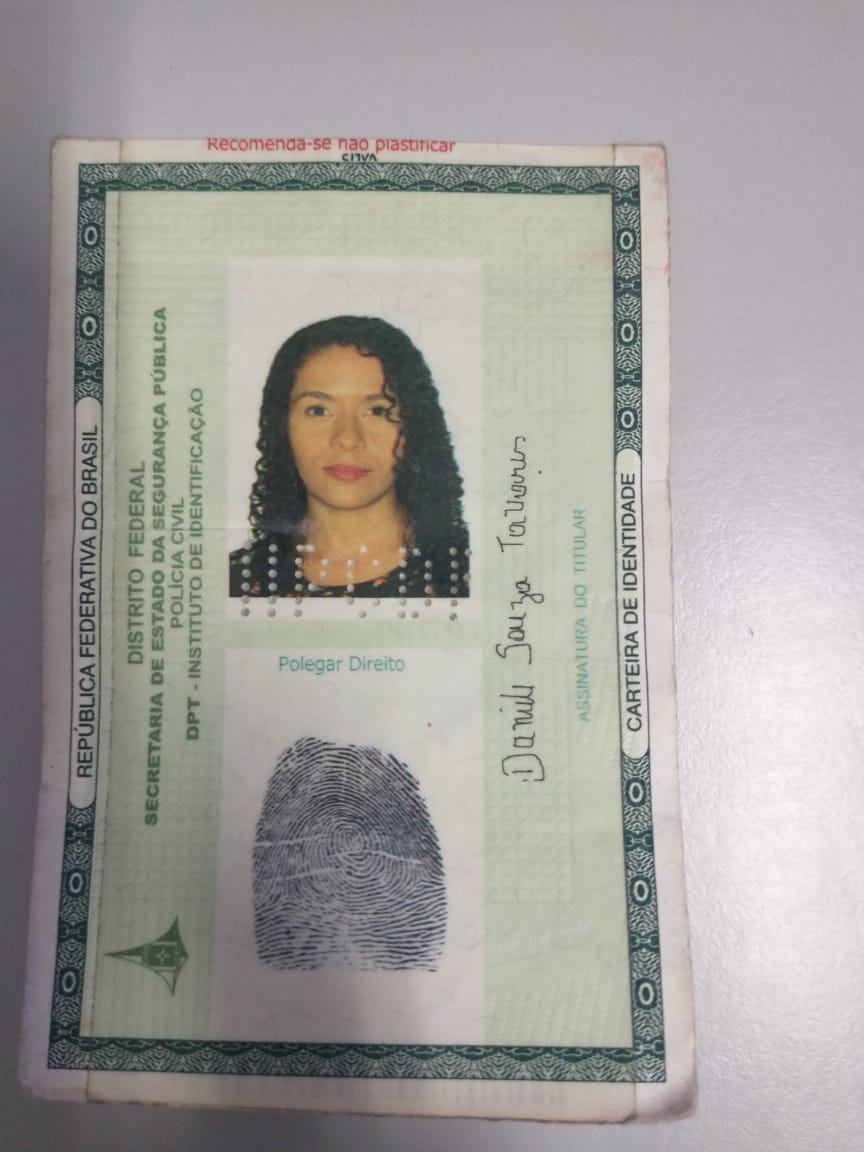 Recomenda-se não plastificar
REPÚBLICA FEDERATIVA DO BRASIL
DISTRITO FEDERAL
SECRETARIA DE ESTADO DA SEGURANÇA PÚBLICA
POLÍCIA CIVIL
DPT - INSTITUTO DE IDENTIFICAÇÃO
Polegar Direito
Souza Tavares
ASSINATURA DO TITULAR
CARTEIRA DE IDENTIDADE